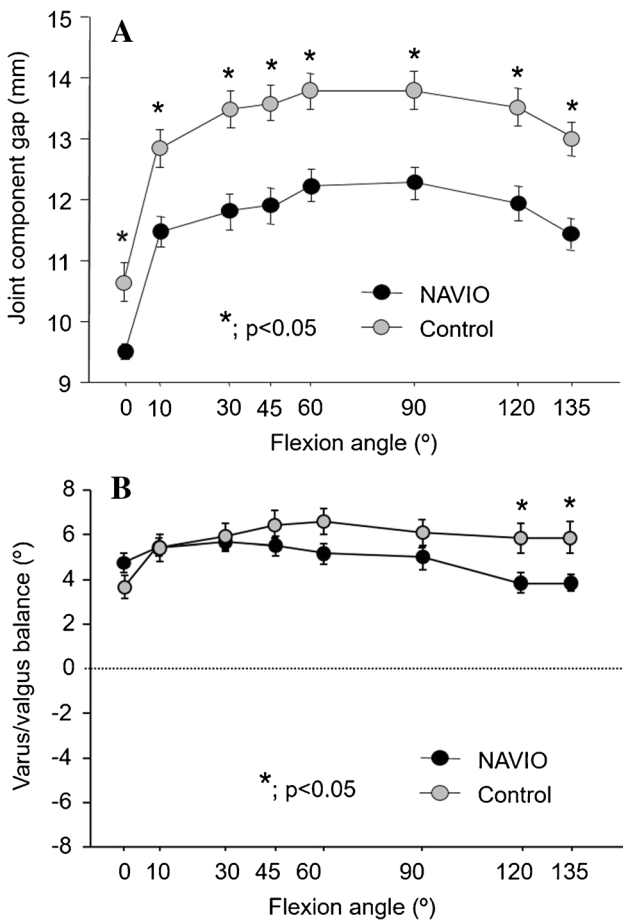 A
Joint component gap (mm)
15
14
13
12
11
10
9
* * * * * * * *
NAVIO
Control
*; p<0.05
0 10 30 45 60 90 120 135
Flexion angle (º)
B
Varus/valgus balance (º)
8
6
4
2
0
-2
-4
-6
-8
* *
NAVIO
Control
*; p<0.05
0 10 30 45 60 90 120 135
Flexion angle (º)